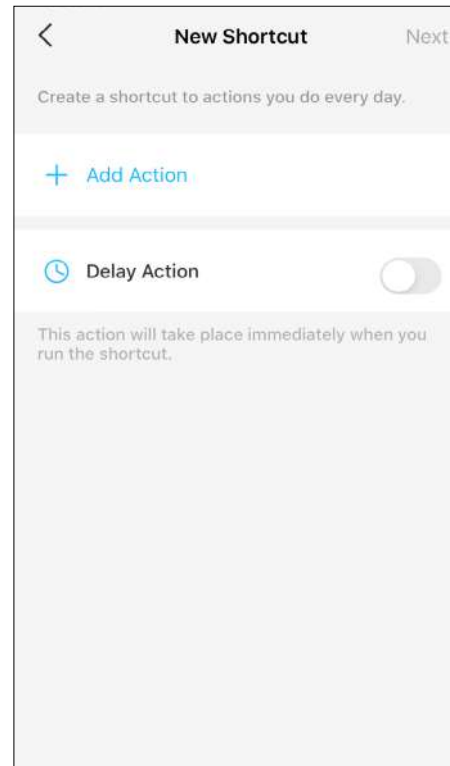 New Shortcut
Next
Create a shortcut to actions you do every day.
Add Action
Delay Action
This action will take place immediately when you
run the shortcut.